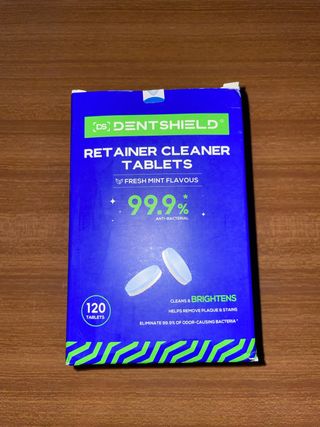 DS DENTSHIELD®
RETAINER CLEANER
TABLETS
FRESH MINT FLAVOUS
99.9%*
ANTI-BACTERIAL
CLEANS & BRIGHTENS
HELPS REMOVE PLAQUE & STAINS
ELIMINATE 99.9% OF ODOR-CAUSING BACTERIA*
120
TABLETS